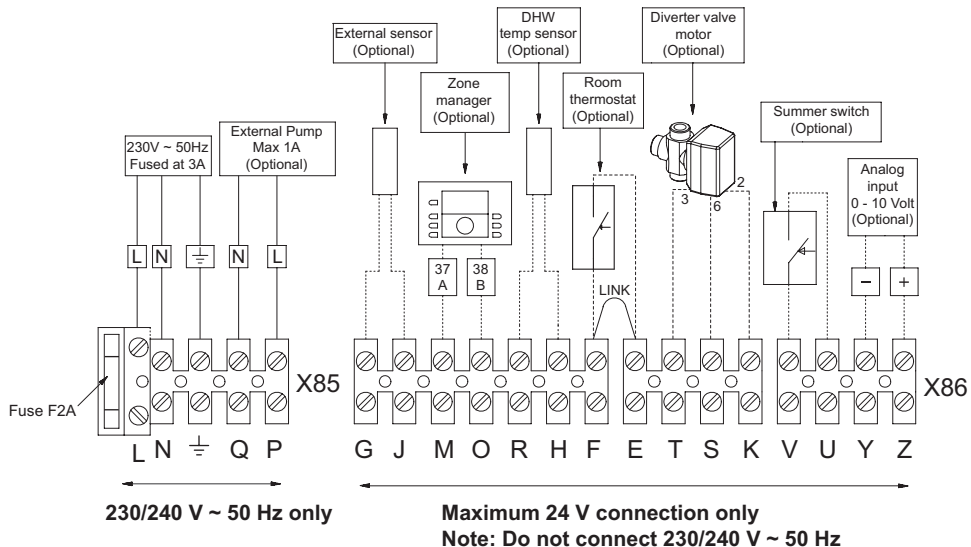 External sensor
(Optional)
DHW
temp sensor
(Optional)
Diverter valve
motor
(Optional)
Zone
manager
(Optional)
Room
thermostat
(Optional)
Summer switch
(Optional)
230V ~ 50Hz
Fused at 3A
External Pump
Max 1A
(Optional)
Analog
input
0 - 10 Volt
(Optional)
3
6
2
L N N L
37
A
38
B
− +
LINK
Fuse F2A
X85
X86
L N Q P
G J M O R H F E T S K V U Y Z
230/240 V ~ 50 Hz only
Maximum 24 V connection only
Note: Do not connect 230/240 V ~ 50 Hz